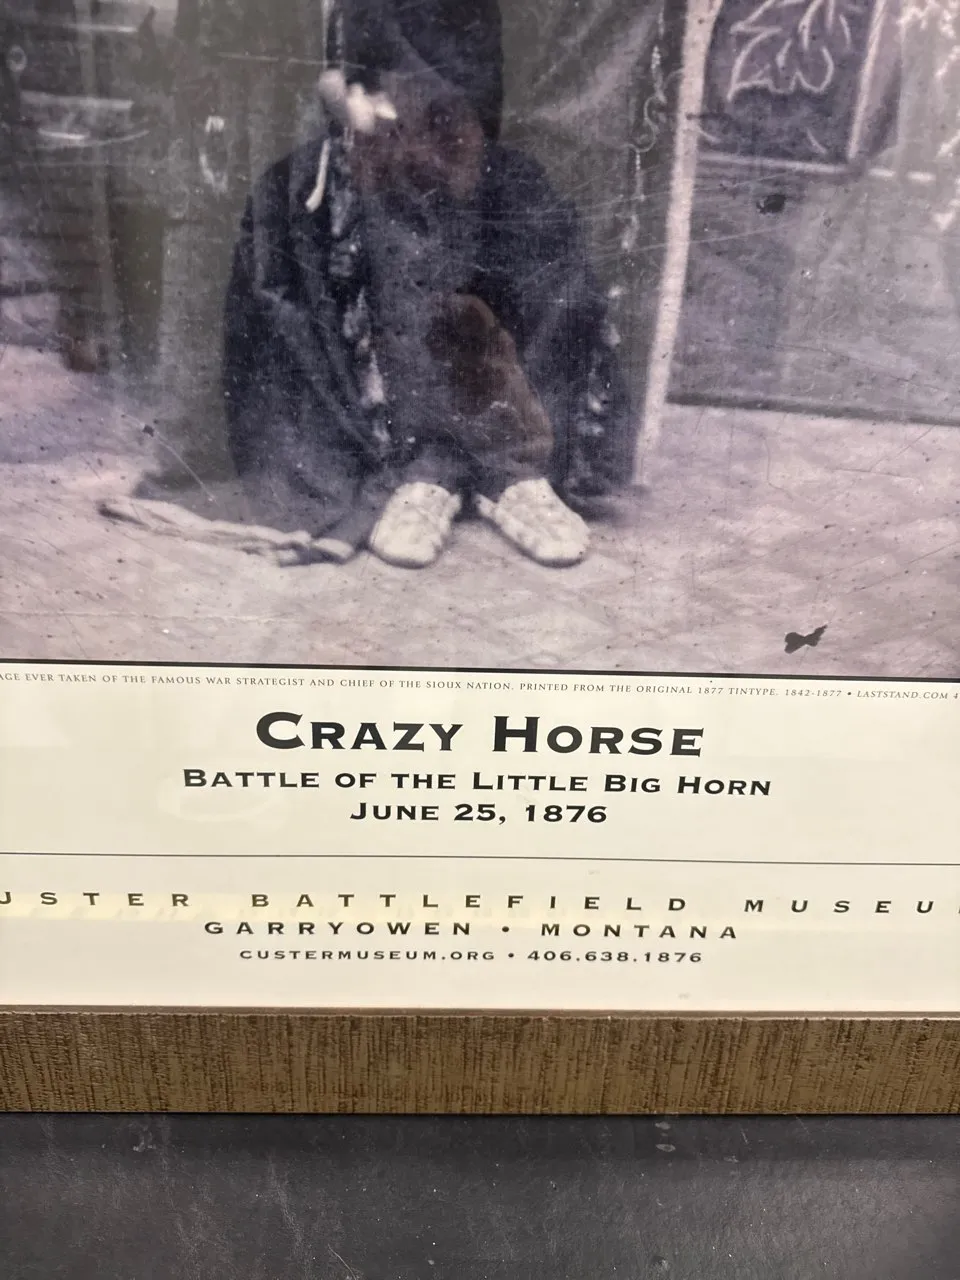 AGE EVER TAKEN OF THE FAMOUS WAR STRATEGIST AND CHIEF OF THE SIOUX NATION. PRINTED FROM THE ORIGINAL 1877 TINTYPE. 1842-1877 • LASTSTAND.COM 4
CRAZY HORSE
BATTLE OF THE LITTLE BIG HORN
JUNE 25, 1876
USTER BATTLEFIELD MUSEU
GARRYOWEN • MONTANA
CUSTERMUSEUM.ORG • 406.638.1876